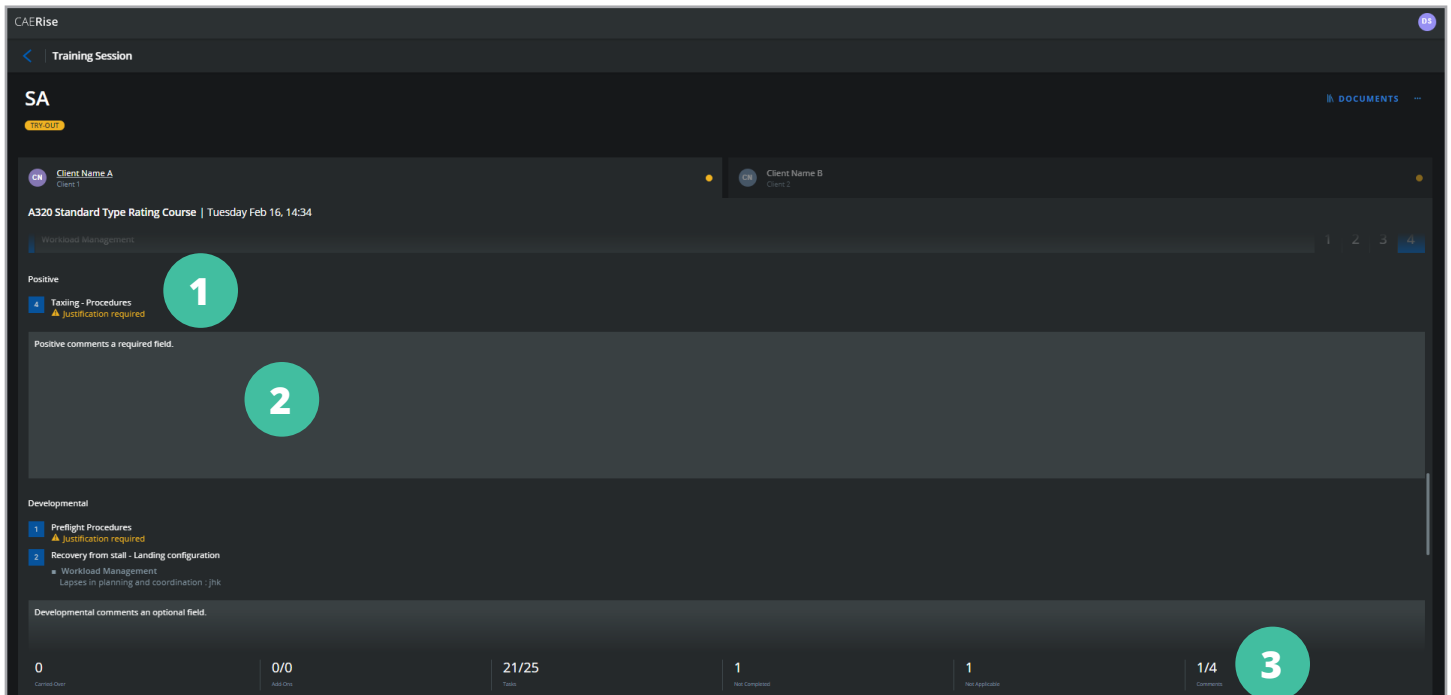 CAERise
DS
Training Session
SA
DOCUMENTS ...
TRY-OUT
CN Client Name A
Client 1
CN Client Name B
Client 2
A320 Standard Type Rating Course | Tuesday Feb 16, 14:34
Workload Management 1 2 3 4
Positive
1
4 Taxiing - Procedures
Justification required
Positive comments a required field.
2
Developmental
1 Preflight Procedures
Justification required
2 Recovery from stall - Landing configuration
Workload Management
Lapses in planning and coordination : jhk
Developmental comments an optional field.
0 0/0 21/25 1 1 1/4 3
Carried Over Add Ons Tasks Not Completed Not Applicable Comments